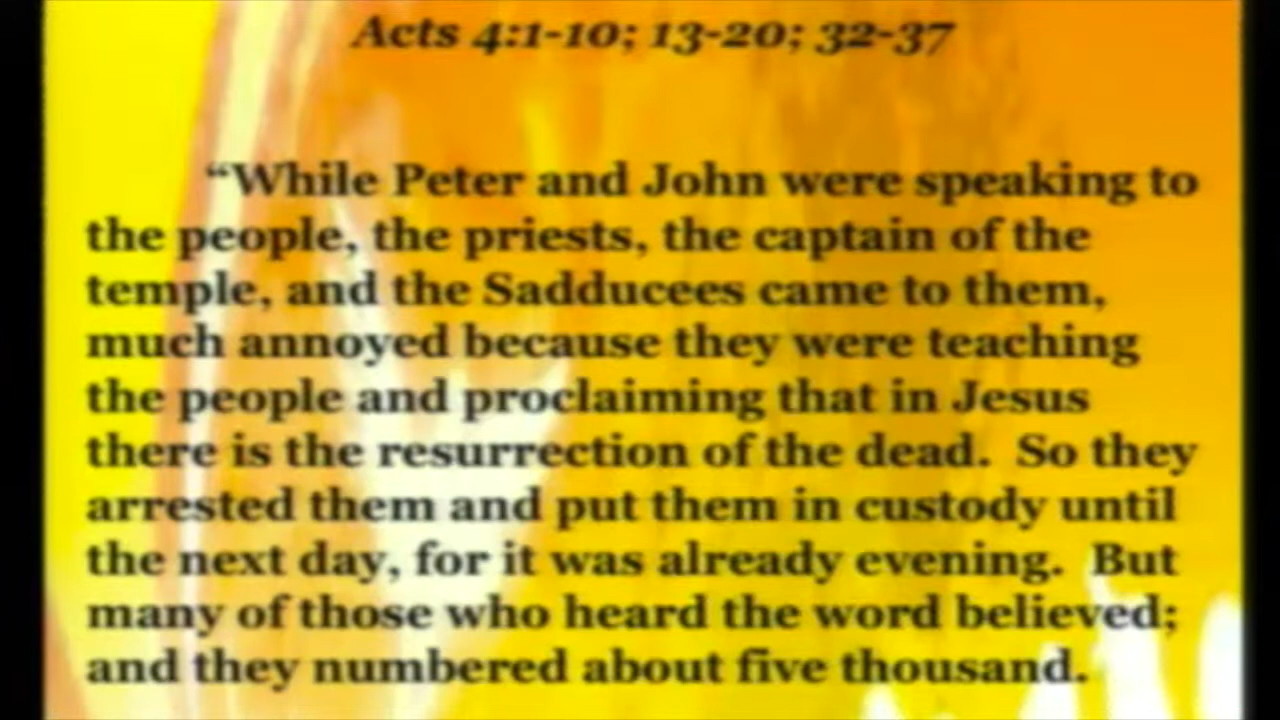 Acts 4:1-10; 13-20; 32-37
“While Peter and John were speaking to
the people, the priests, the captain of the
temple, and the Sadducees came to them,
much annoyed because they were teaching
the people and proclaiming that in Jesus
there is the resurrection of the dead.  So they
arrested them and put them in custody until
the next day, for it was already evening.  But
many of those who heard the word believed;
and they numbered about five thousand.